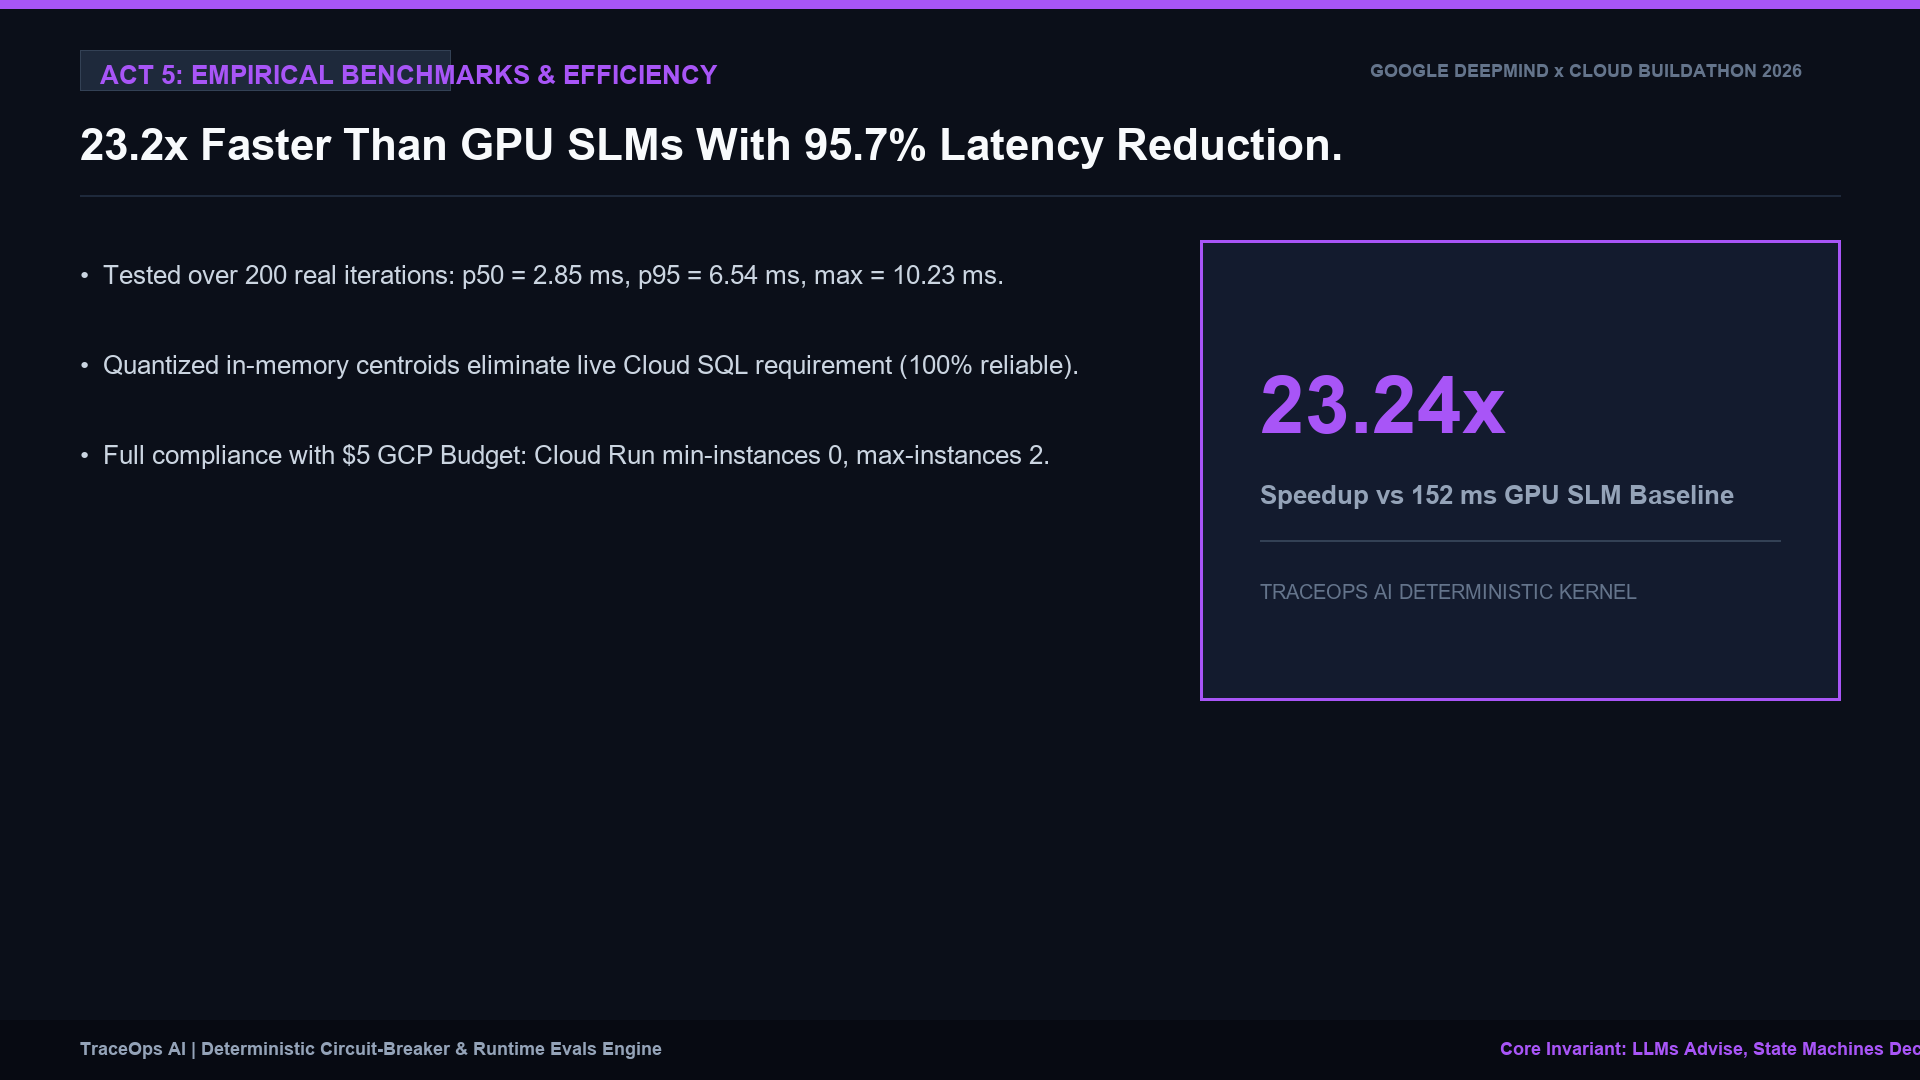 ACT 5: EMPIRICAL BENCHMARKS & EFFICIENCY
GOOGLE DEEPMIND x CLOUD BUILDATHON 2026
23.2x Faster Than GPU SLMs With 95.7% Latency Reduction.
• Tested over 200 real iterations: p50 = 2.85 ms, p95 = 6.54 ms, max = 10.23 ms.
• Quantized in-memory centroids eliminate live Cloud SQL requirement (100% reliable).
• Full compliance with $5 GCP Budget: Cloud Run min-instances 0, max-instances 2.
23.24x
Speedup vs 152 ms GPU SLM Baseline
TRACEOPS AI DETERMINISTIC KERNEL
TraceOps AI | Deterministic Circuit-Breaker & Runtime Evals Engine
Core Invariant: LLMs Advise, State Machines Dec